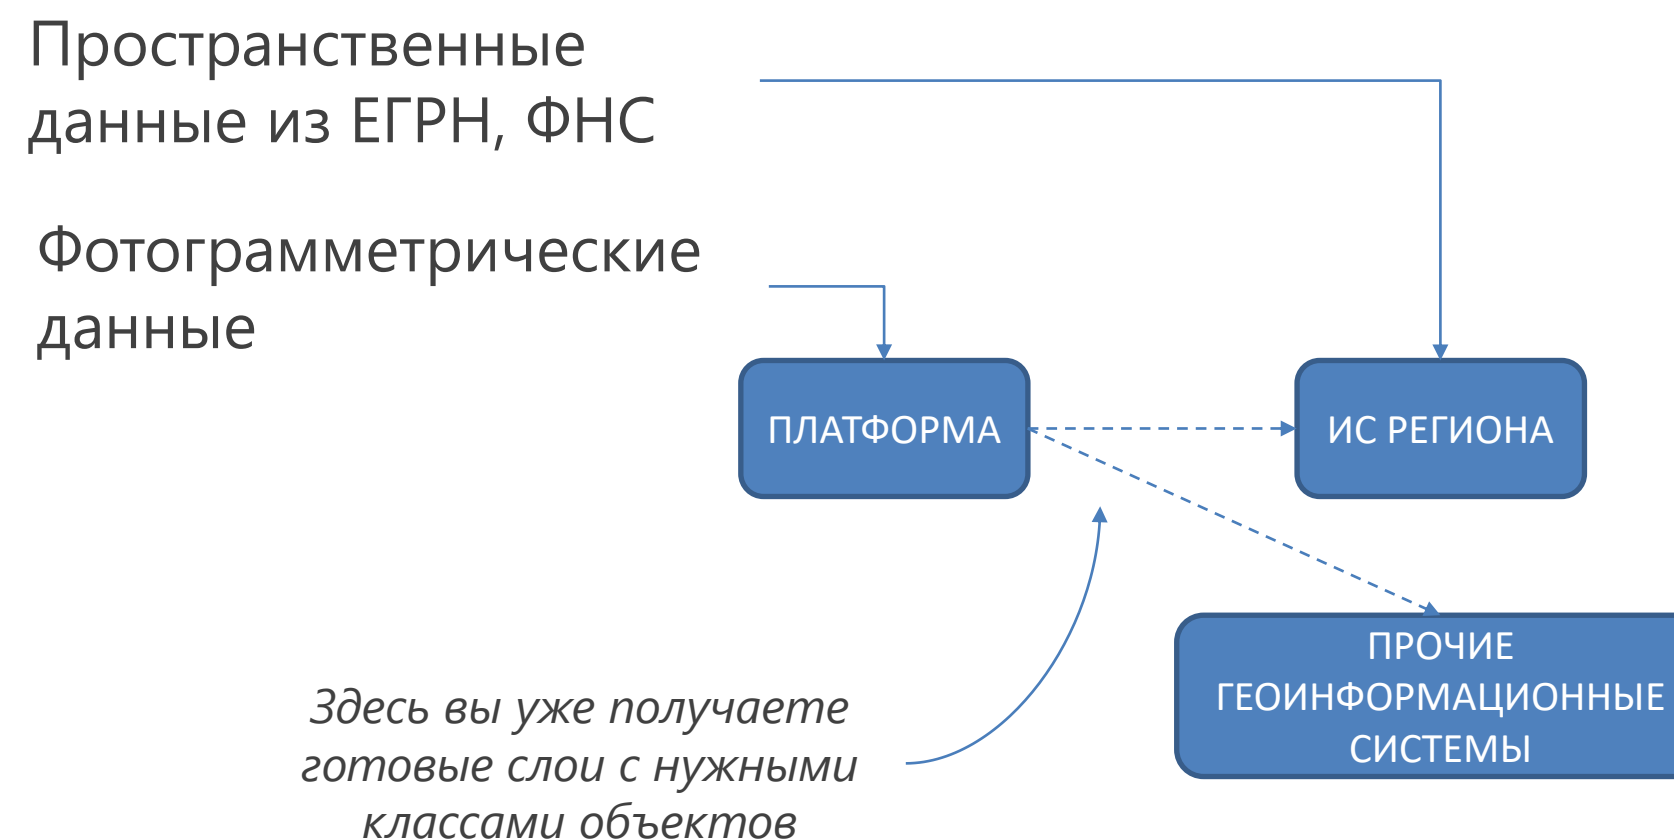 Пространственные
данные из ЕГРН, ФНС
Фотограмметрические
данные
ПЛАТФОРМА
ИС РЕГИОНА
ПРОЧИЕ
ГЕОИНФОРМАЦИОННЫЕ
СИСТЕМЫ
Здесь вы уже получаете
готовые слои с нужными
классами объектов